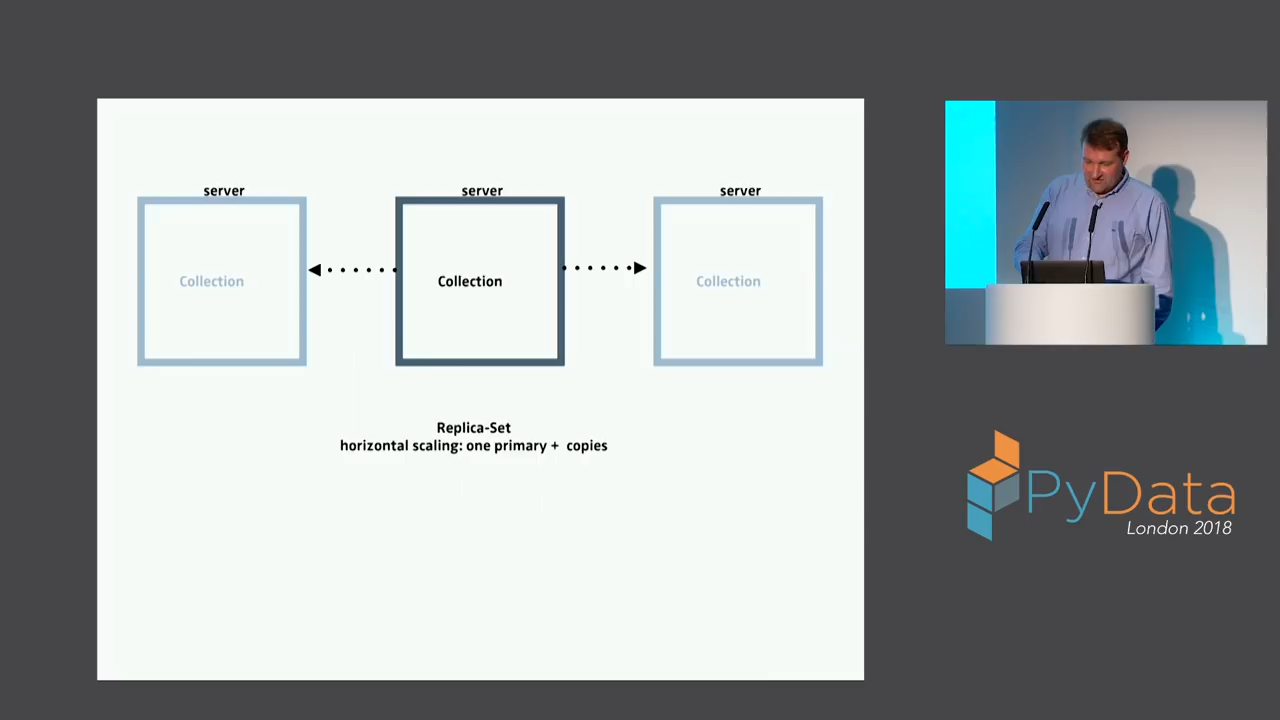 server
server
server
Collection
Collection
Collection
Replica-Set
horizontal scaling: one primary + copies
PyData
London 2018